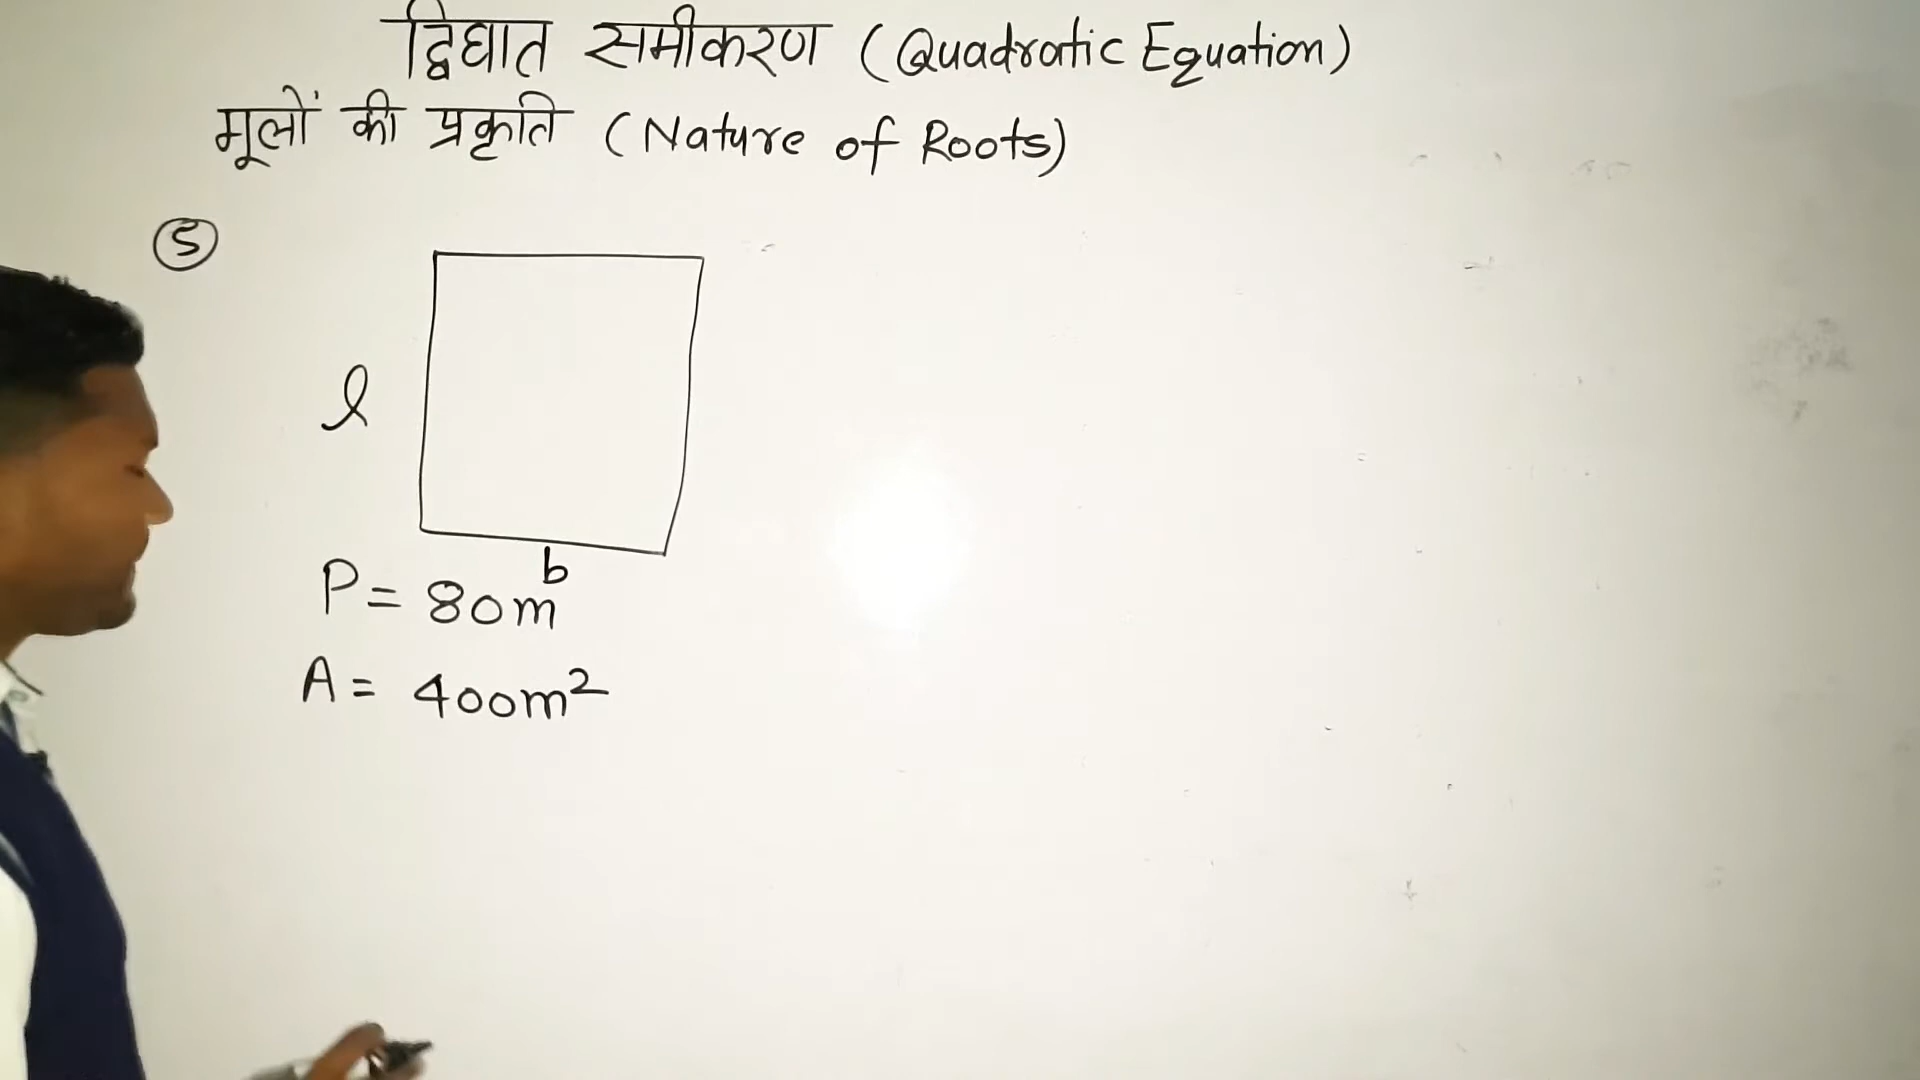 द्विघात समीकरण (Quadratic Equation)
मूलों की प्रकृति (Nature of Roots)
5
l
b
P = 80m
A = 400m²